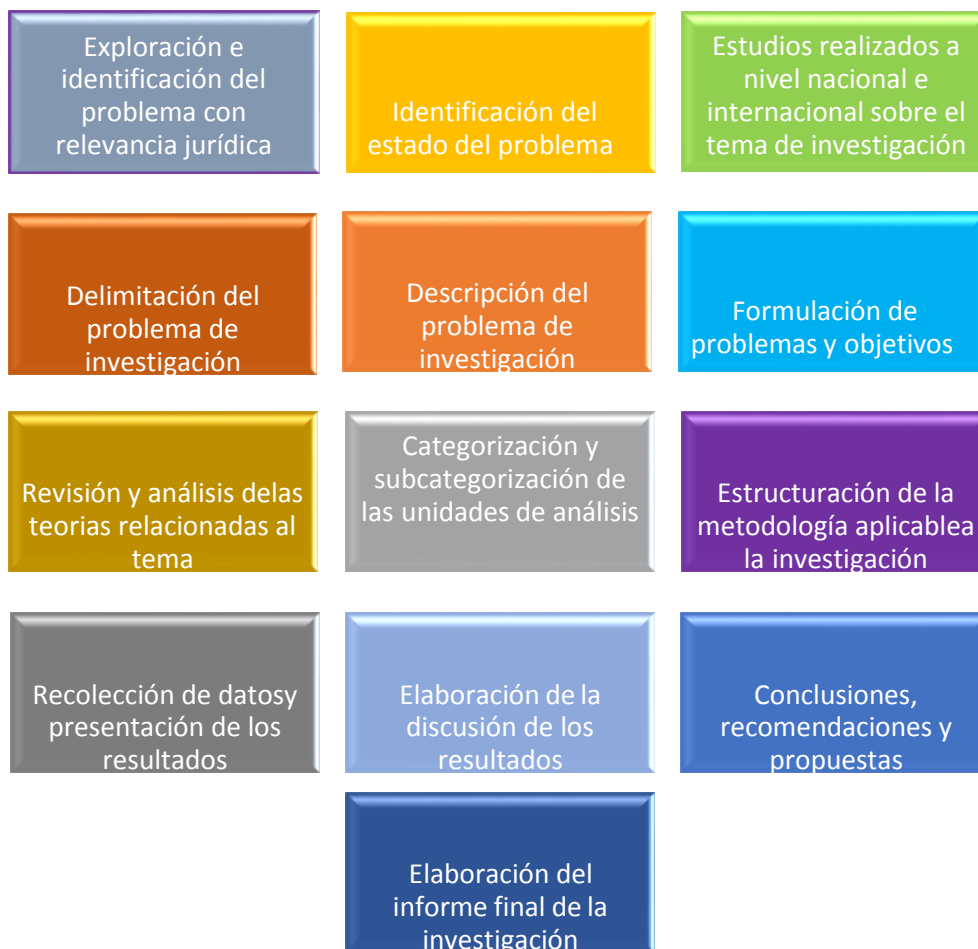 Exploración e
identificación del
problema con
relevancia jurídica
Identificación del
estado del problema
Estudios realizados a
nivel nacional e
internacional sobre el
tema de investigación
Delimitación del
problema de
investigación
Descripción del
problema de
investigación
Formulación de
problemas y objetivos
Revisión y análisis delas
teorias relacionadas al
tema
Categorización y
subcategorización de
las unidades de análisis
Estructuración de la
metodología aplicablea
la investigación
Recolección de datosy
presentación de los
resultados
Elaboración de la
discusión de los
resultados
Conclusiones,
recomendaciones y
propuestas
Elaboración del
informe final de la
investigación